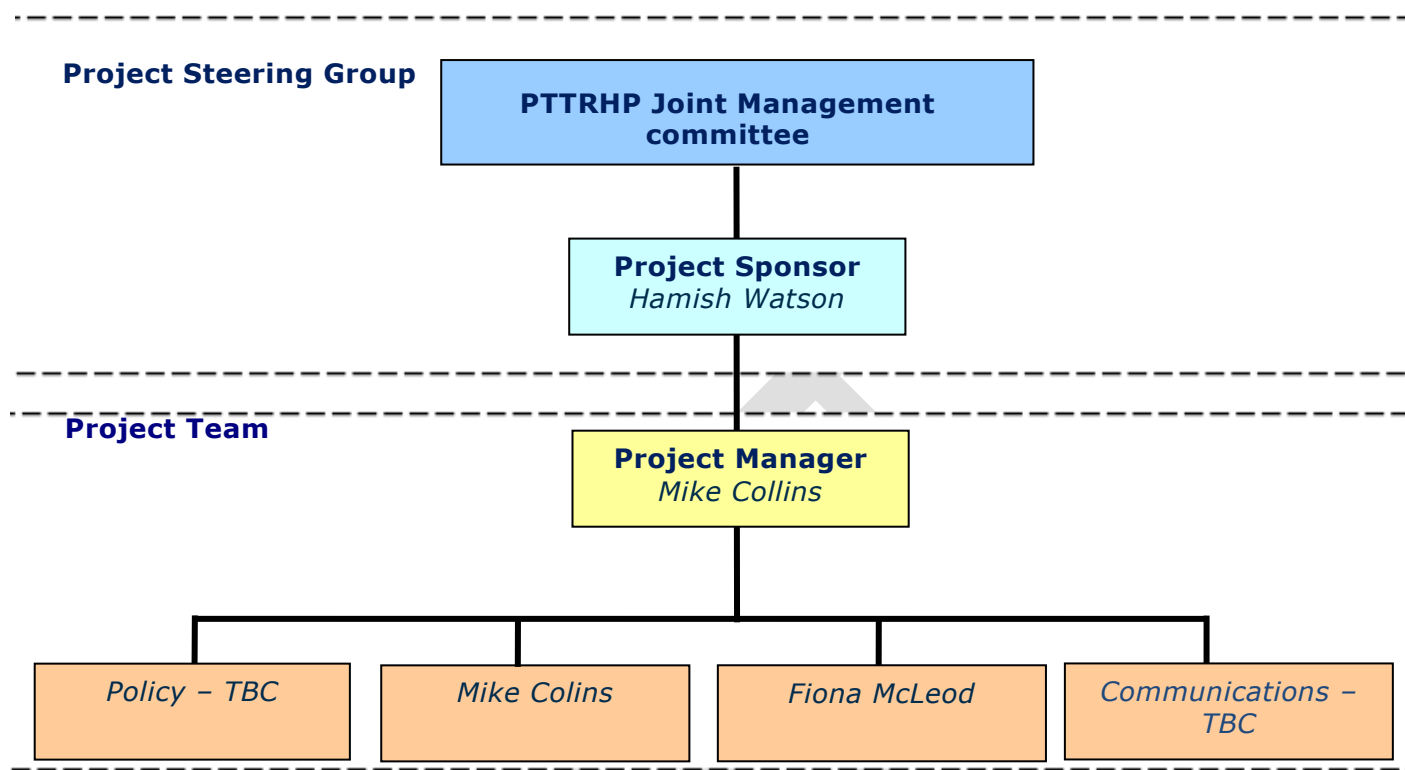 Project Steering Group
PTTRHP Joint Management
committee
Project Sponsor
Hamish Watson
Project Team
Project Manager
Mike Collins
Policy – TBC
Mike Colins
Fiona McLeod
Communications –
TBC